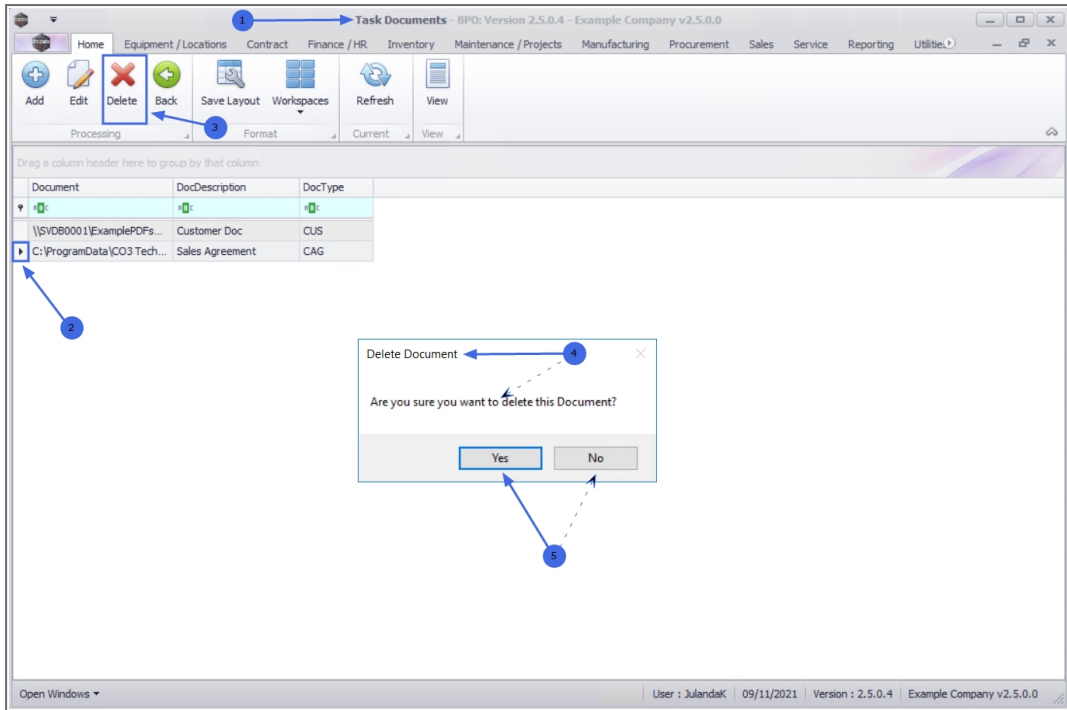 1
Task Documents - BPO: Version 2.5.0.4 - Example Company v2.5.0.0
Home Equipment / Locations Contract Finance / HR Inventory Maintenance / Projects Manufacturing Procurement Sales Service Reporting Utilitie
Add Edit Delete Back Save Layout Workspaces Refresh View
3
Processing Format Current View
Drag a column header here to group by that column
Document DocDescription DocType
\\SVDB0001\ExamplePDFs... Customer Doc CUS
C:\ProgramData\CO3 Tech... Sales Agreement CAG
2
Delete Document 4
Are you sure you want to delete this Document?
Yes No
5
Open Windows User : JulandaK 09/11/2021 Version : 2.5.0.4 Example Company v2.5.0.0